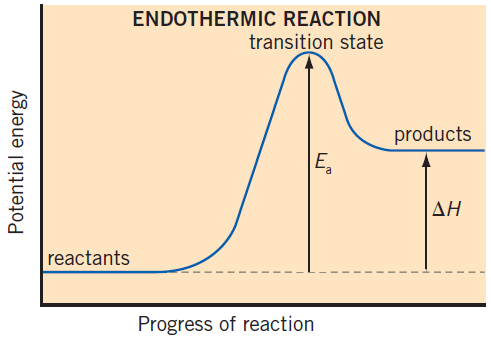 ENDOTHERMIC REACTION
transition state
products
Eₐ
ΔH
reactants
Potential energy
Progress of reaction